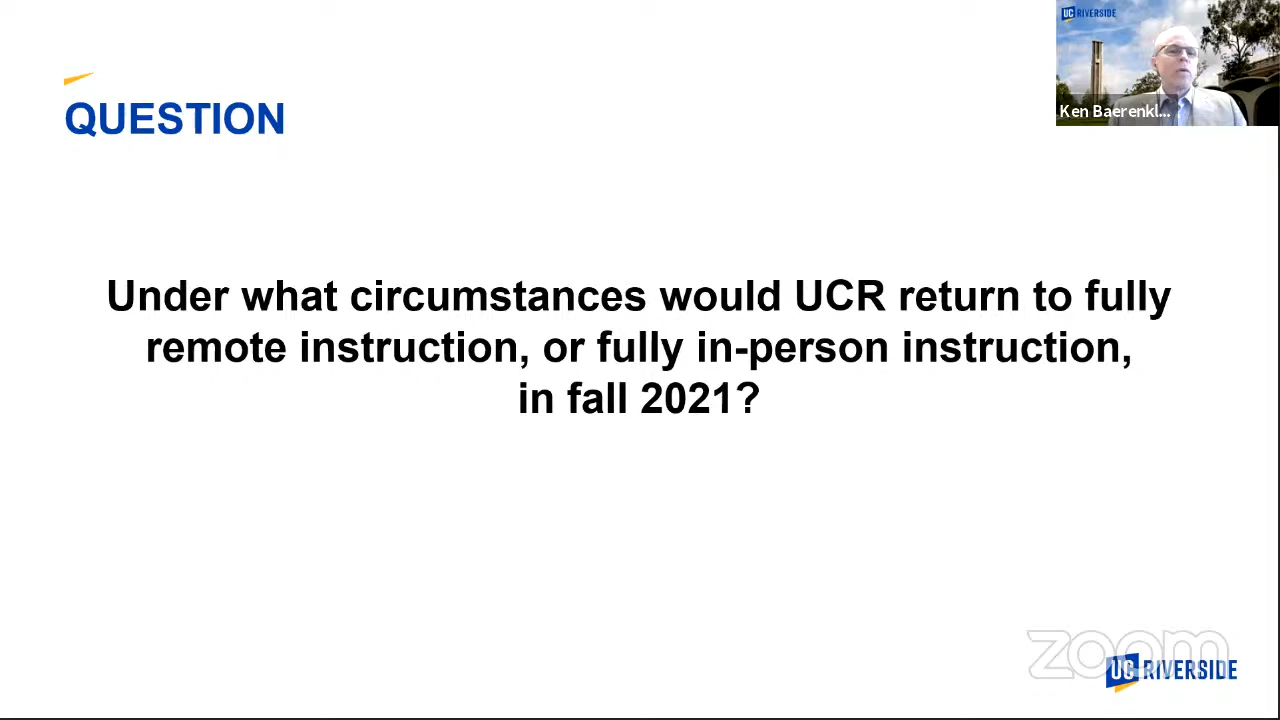 UC RIVERSIDE
Ken Baerenkl...
QUESTION
Under what circumstances would UCR return to fully
remote instruction, or fully in-person instruction,
in fall 2021?
zoom
UC RIVERSIDE